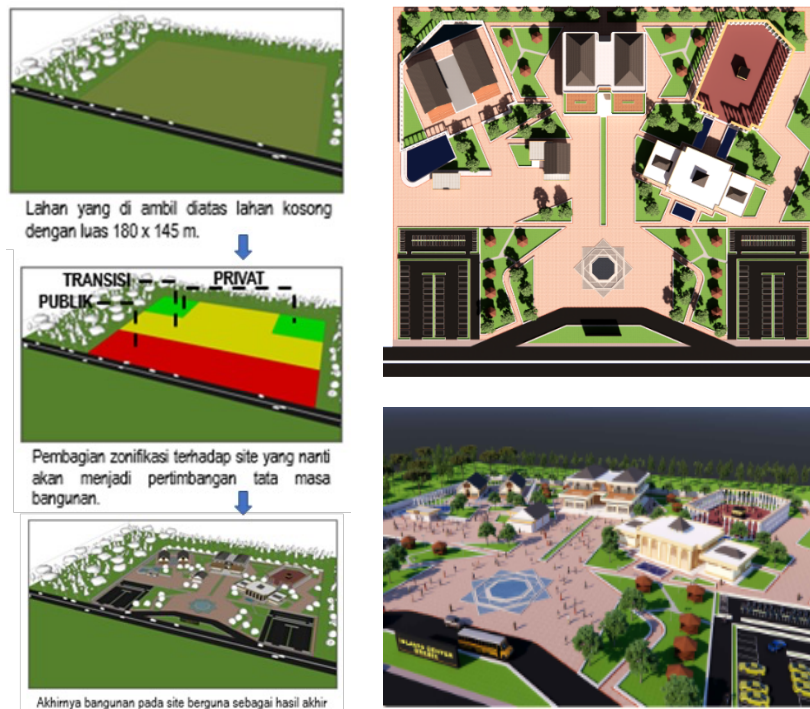 Lahan yang di ambil diatas lahan kosong
dengan luas 180 x 145 m.
TRANSISI
PRIVAT
PUBLIK
Pembagian zonifikasi terhadap site yang nanti
akan menjadi pertimbangan tata masa
bangunan.
Akhirnya bangunan pada site berguna sebagai hasil akhir
ISLAMIC CENTER